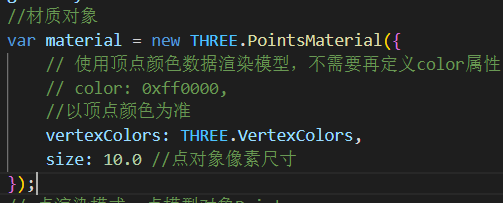 //材质对象
var material = new THREE.PointsMaterial({
// 使用顶点颜色数据渲染模型，不需要再定义color属性
// color: 0xff0000,
//以顶点颜色为准
vertexColors: THREE.VertexColors,
size: 10.0 //点对象像素尺寸
});